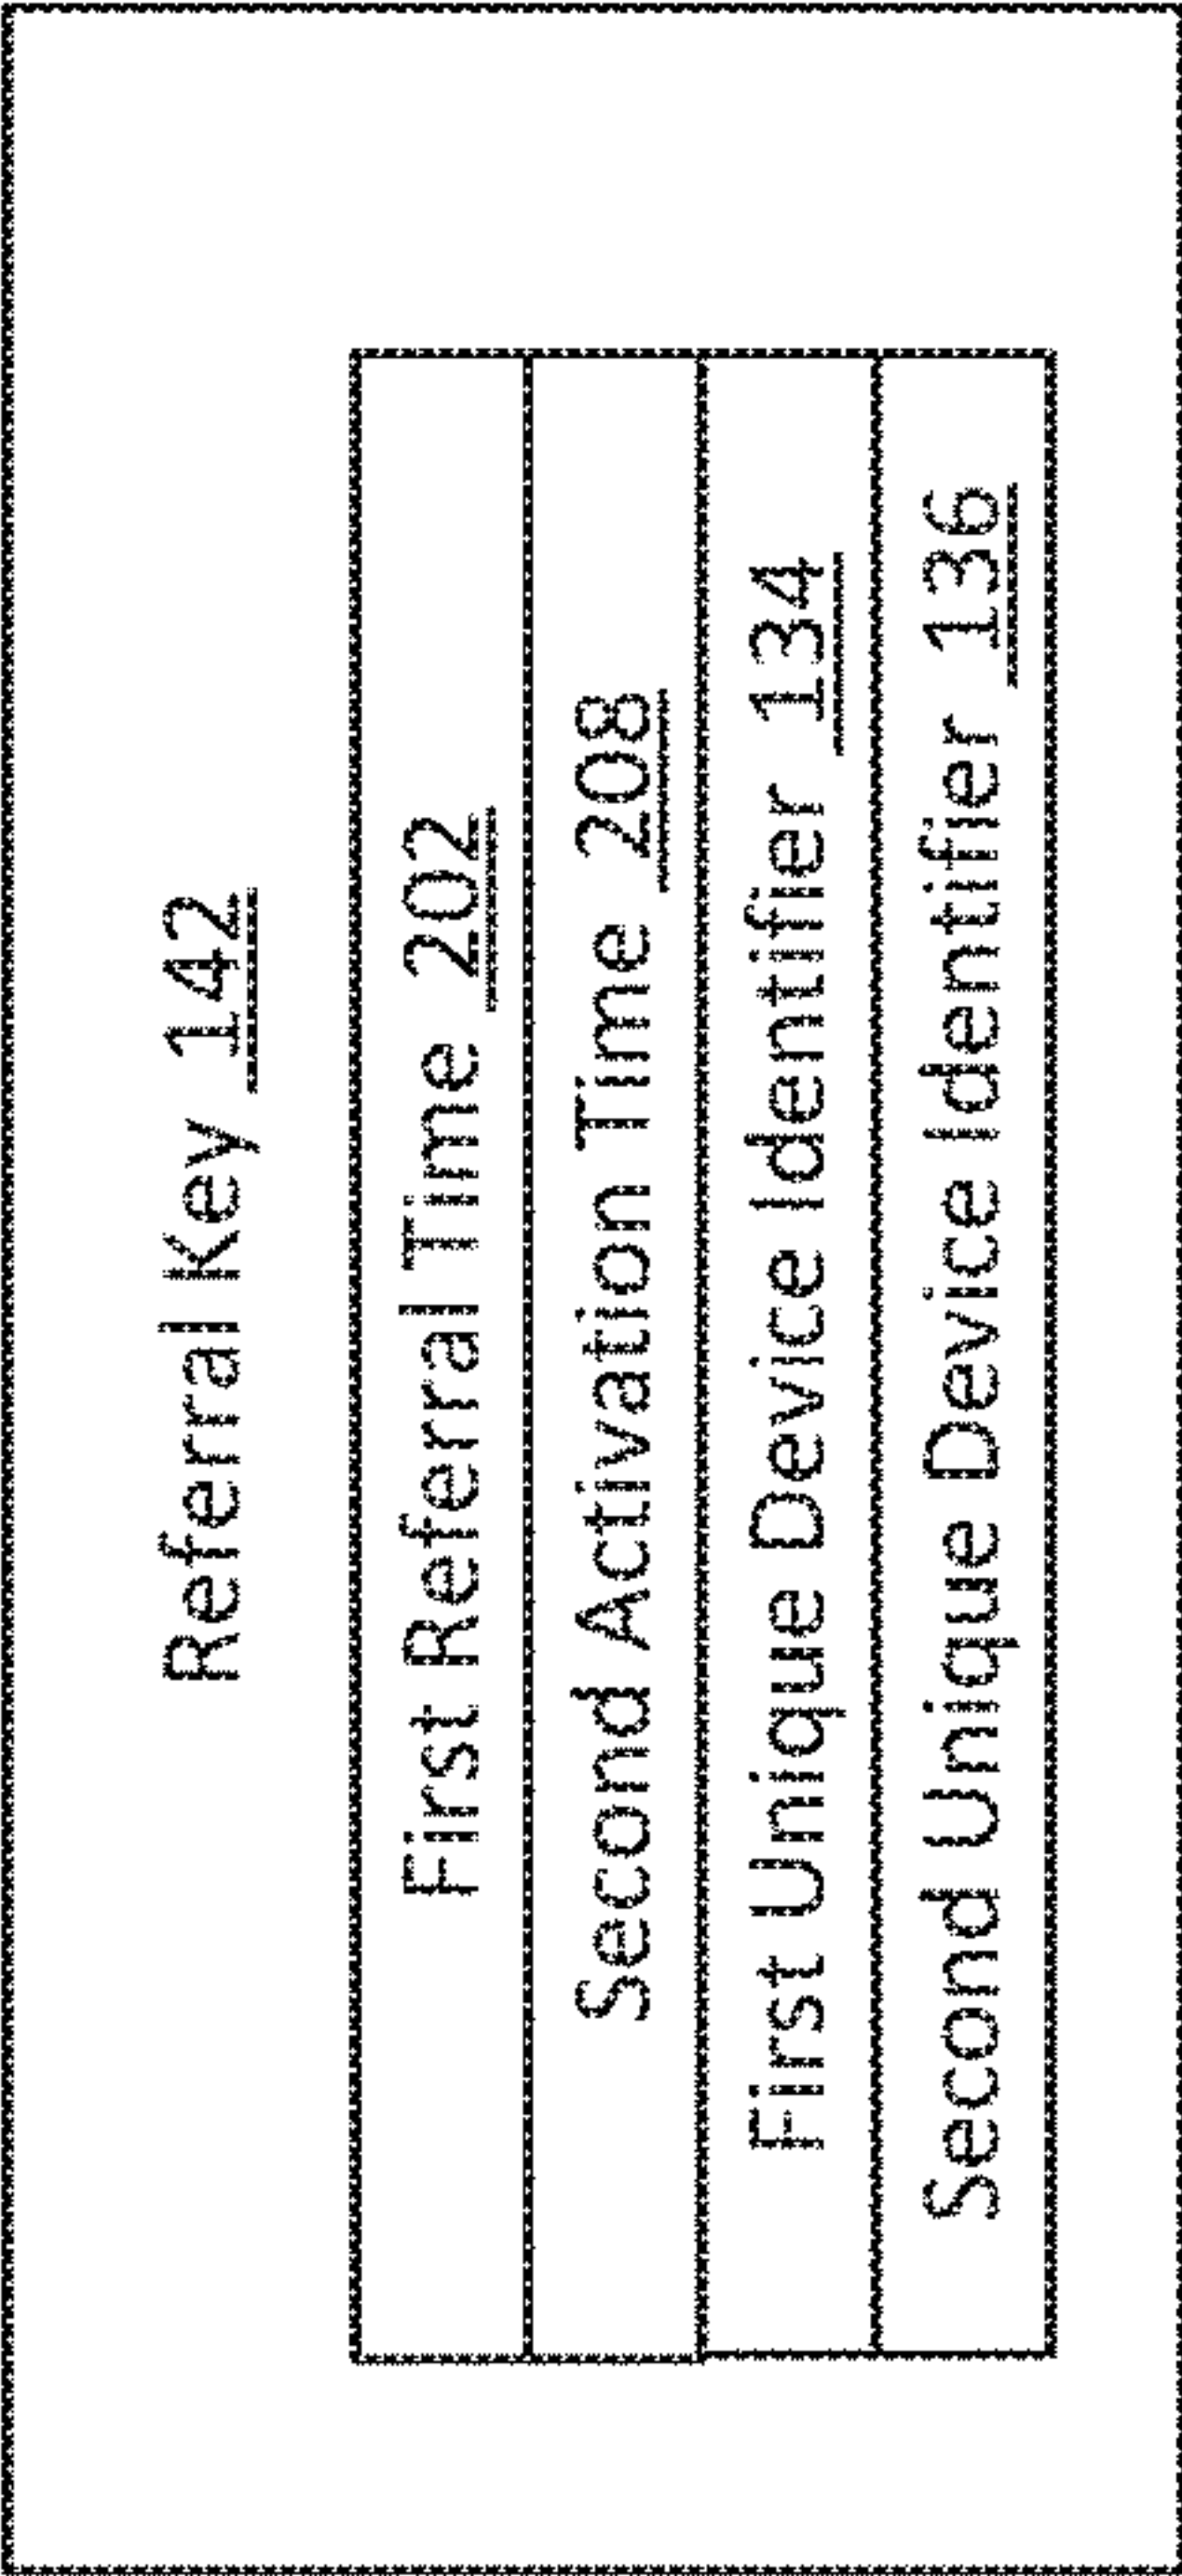 Referral Key 142
First Referral Time 202
Second Activation Time 208
First Unique Device Identifier 134
Second Unique Device Identifier 136